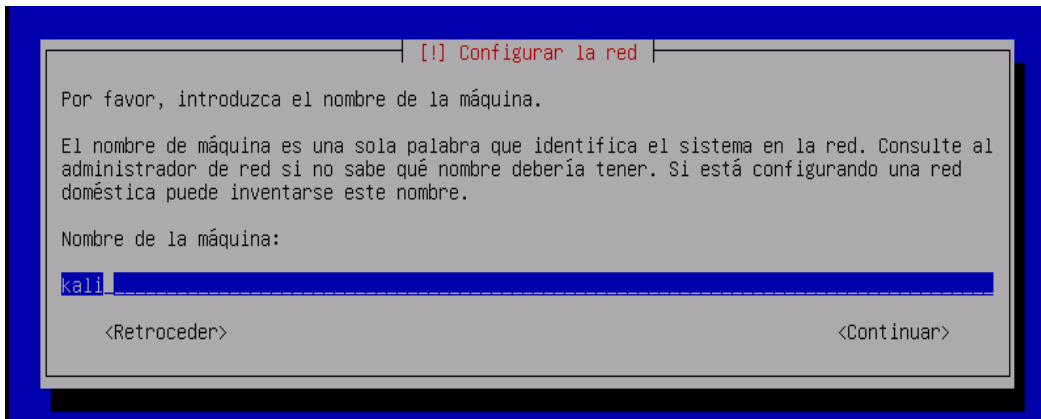 [!] Configurar la red
Por favor, introduzca el nombre de la máquina.
El nombre de máquina es una sola palabra que identifica el sistema en la red. Consulte al
administrador de red si no sabe qué nombre debería tener. Si está configurando una red
doméstica puede inventarse este nombre.
Nombre de la máquina:
kali
<Retroceder> <Continuar>